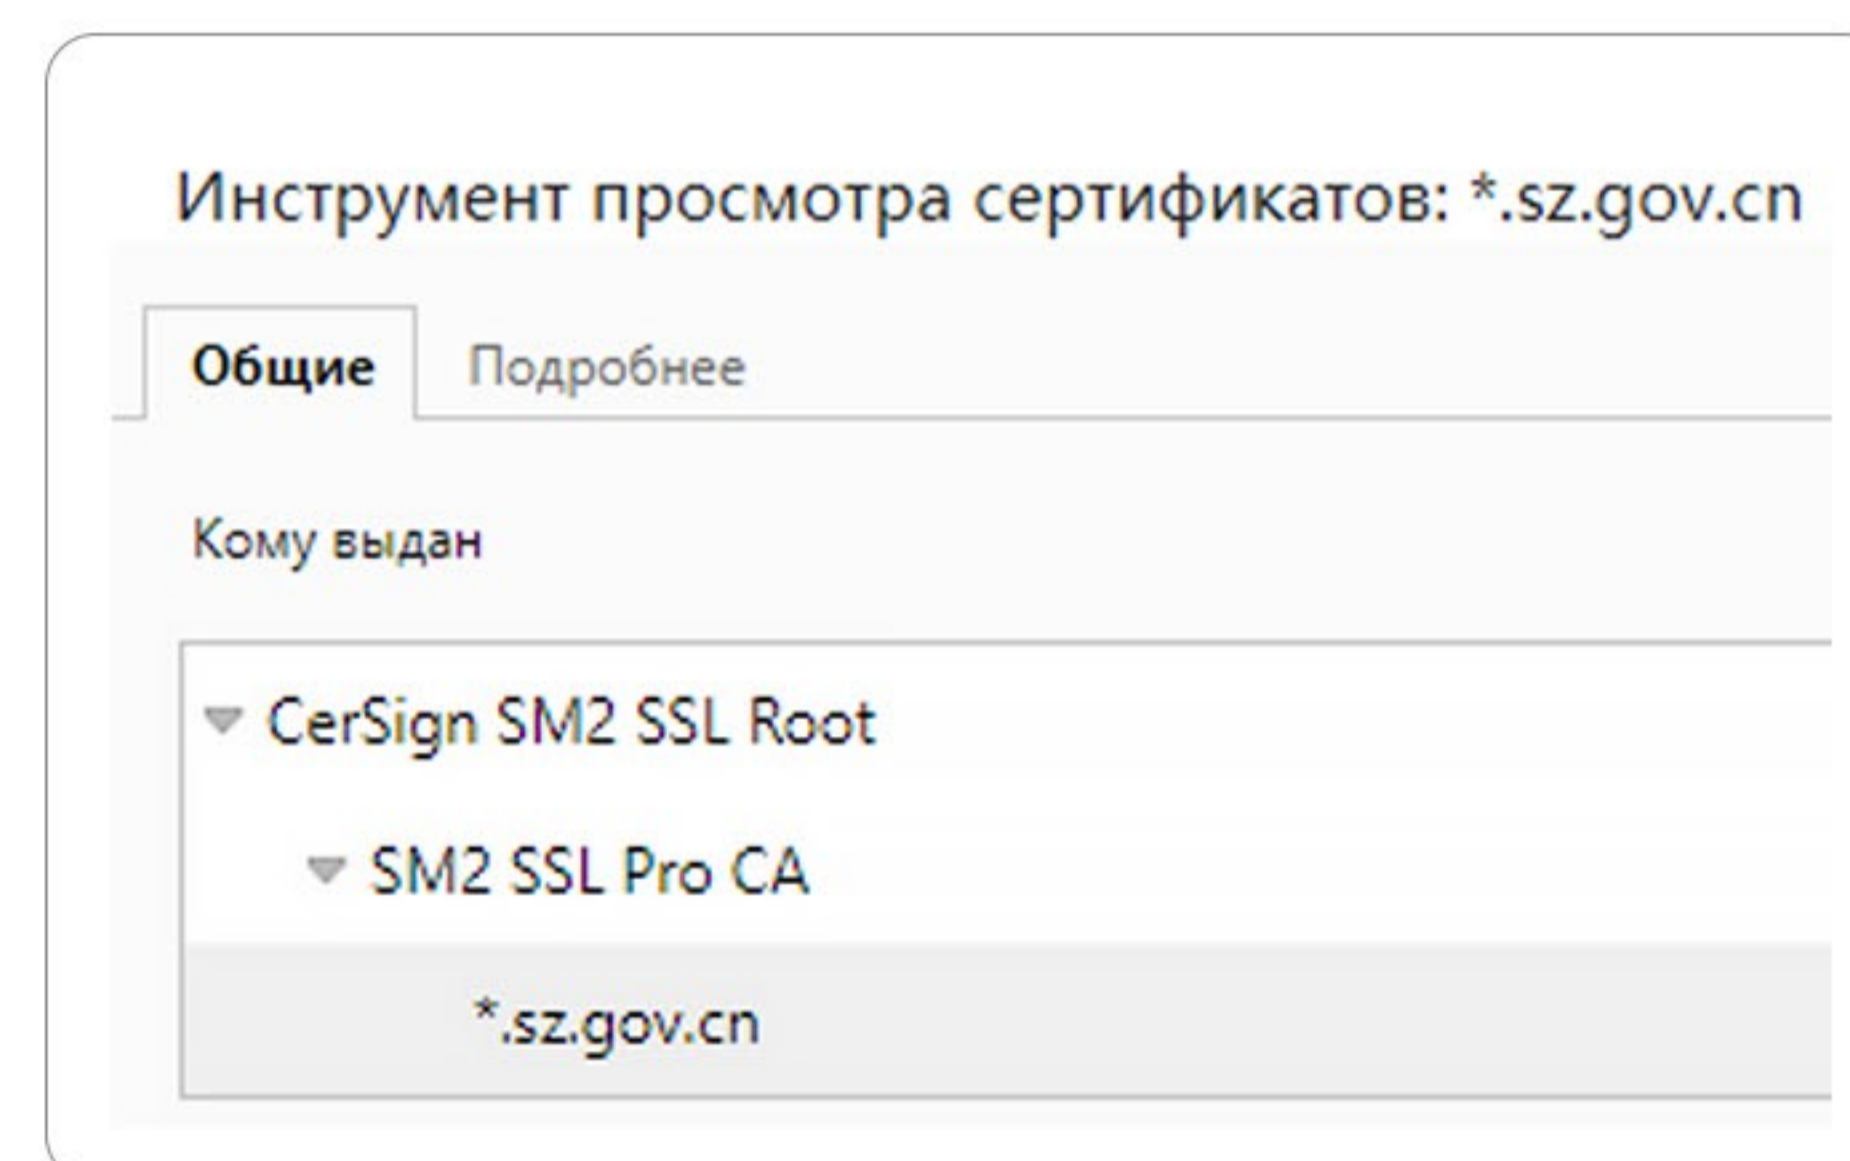 Инструмент просмотра сертификатов: *.sz.gov.cn
Общие Подробнее
Кому выдан
CerSign SM2 SSL Root
SM2 SSL Pro CA
*.sz.gov.cn